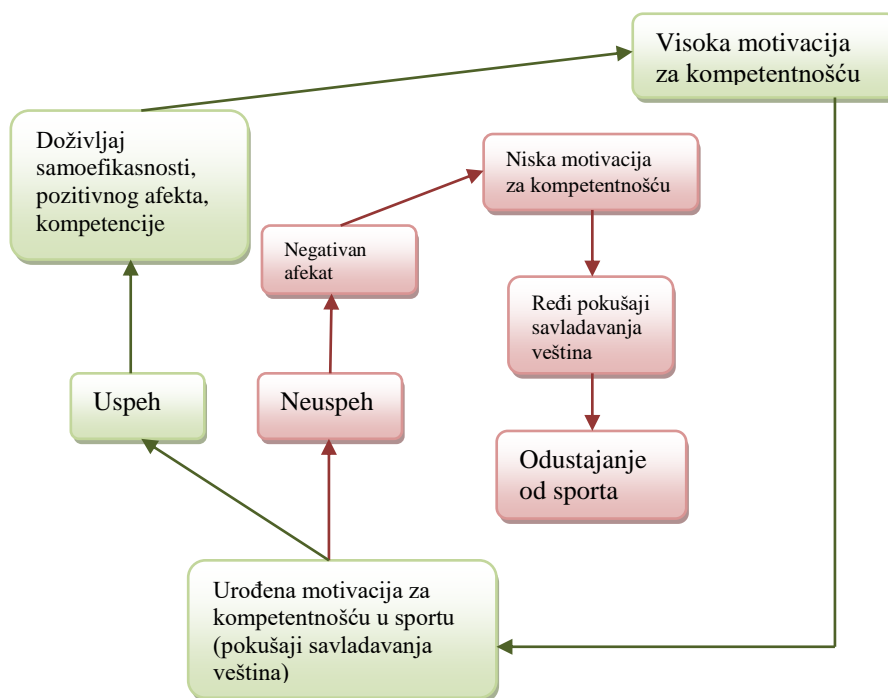 Visoka motivacija
za kompetentnošću
Doživljaj
samoefikasnosti,
pozitivnog afekta,
kompetencije
Niska motivacija
za kompetentnošću
Negativan
afekat
Ređi pokušaji
savladavanja
veština
Uspeh
Neuspeh
Odustajanje
od sporta
Urođena motivacija za
kompetentnošću u sportu
(pokušaji savladavanja
veština)